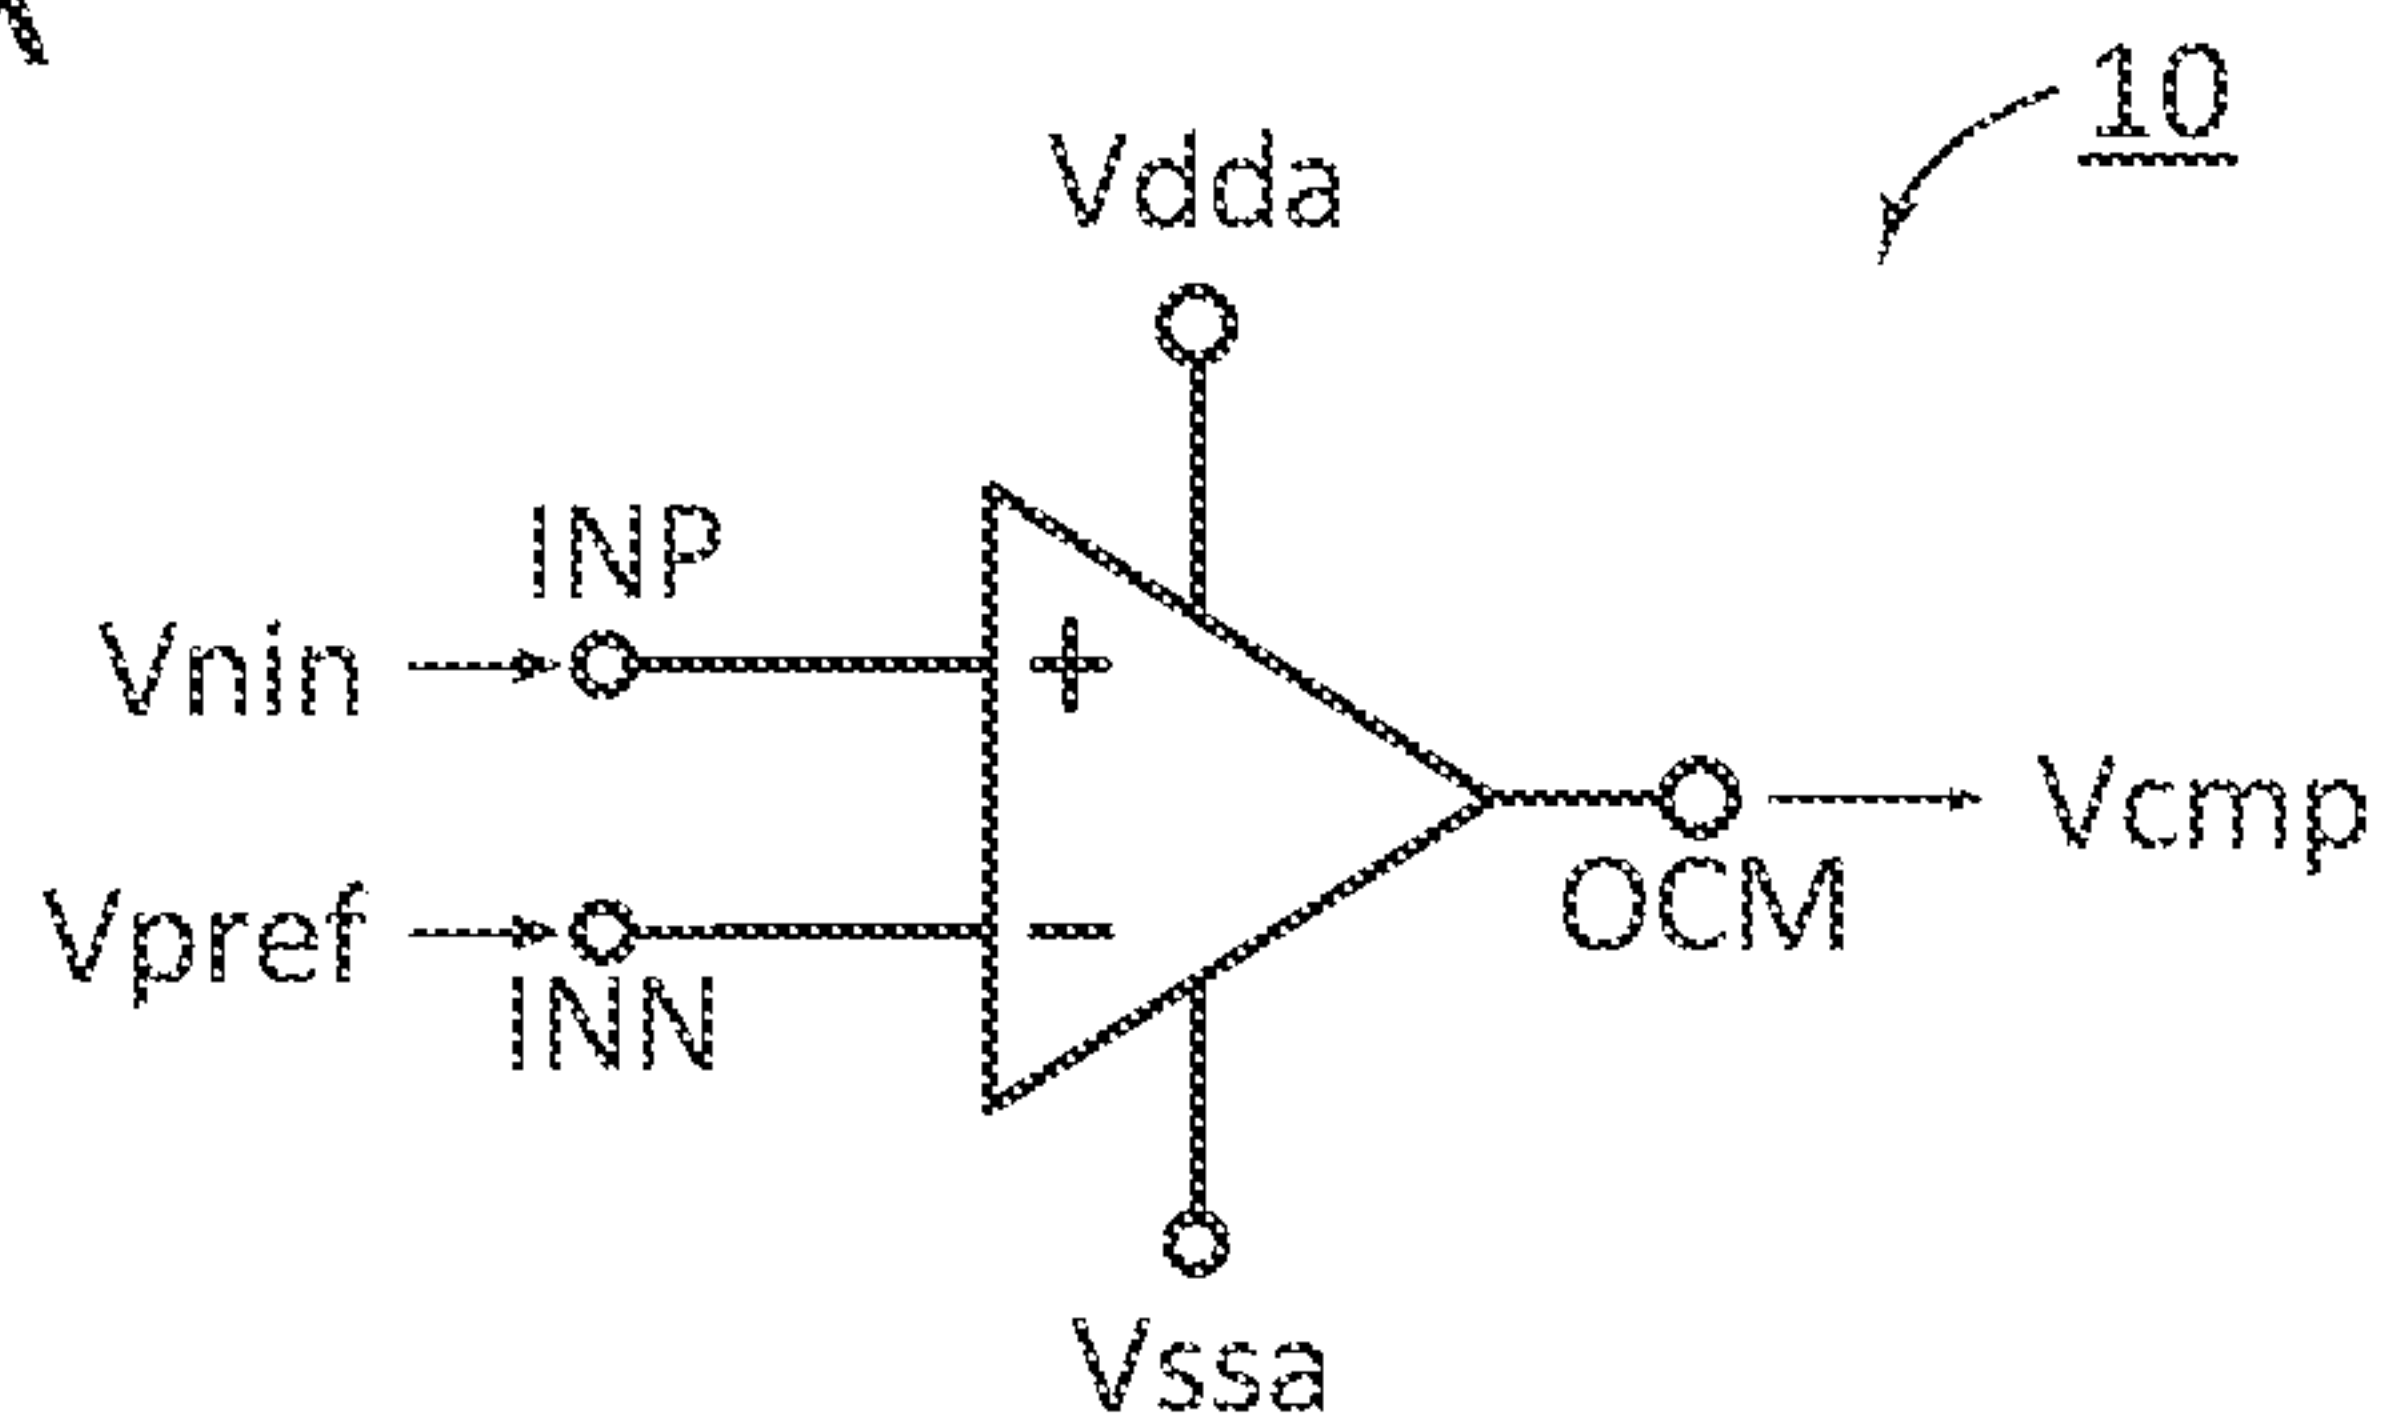 10
Vdda
INP
Vnin
+
Vcmp
OCM
Vpref
−
INN
Vssa